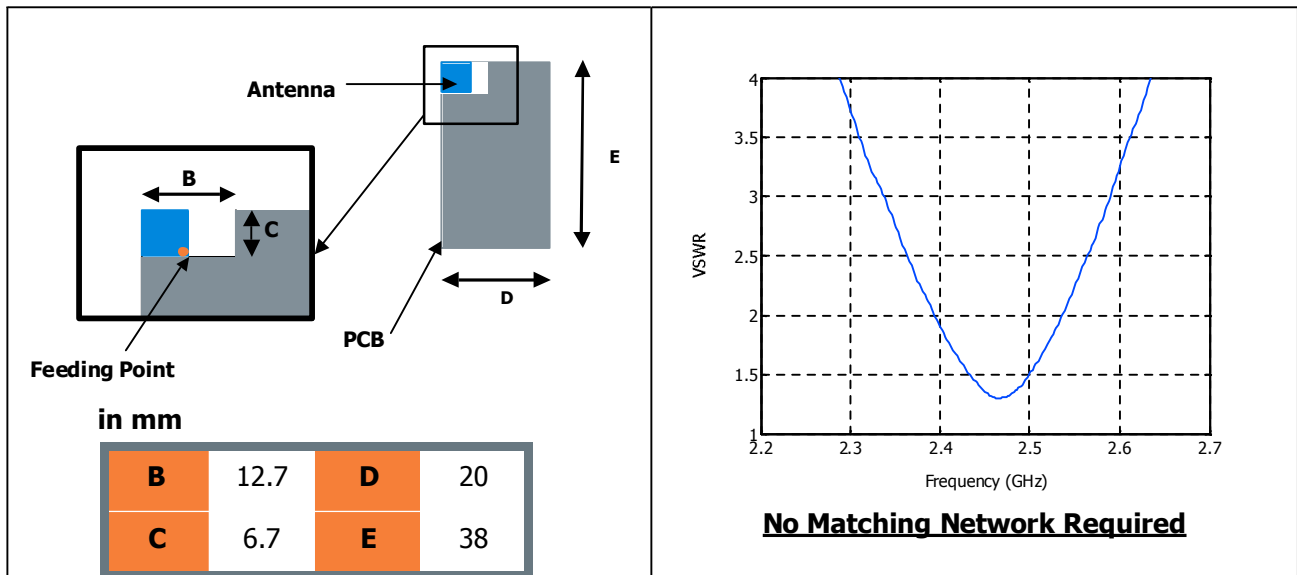 Antenna
E
B
C
D
PCB
Feeding Point
in mm
B 12.7 D 20
C 6.7 E 38
4
3.5
3
2.5
2
1.5
1
VSWR
2.2 2.3 2.4 2.5 2.6 2.7
Frequency (GHz)
No Matching Network Required